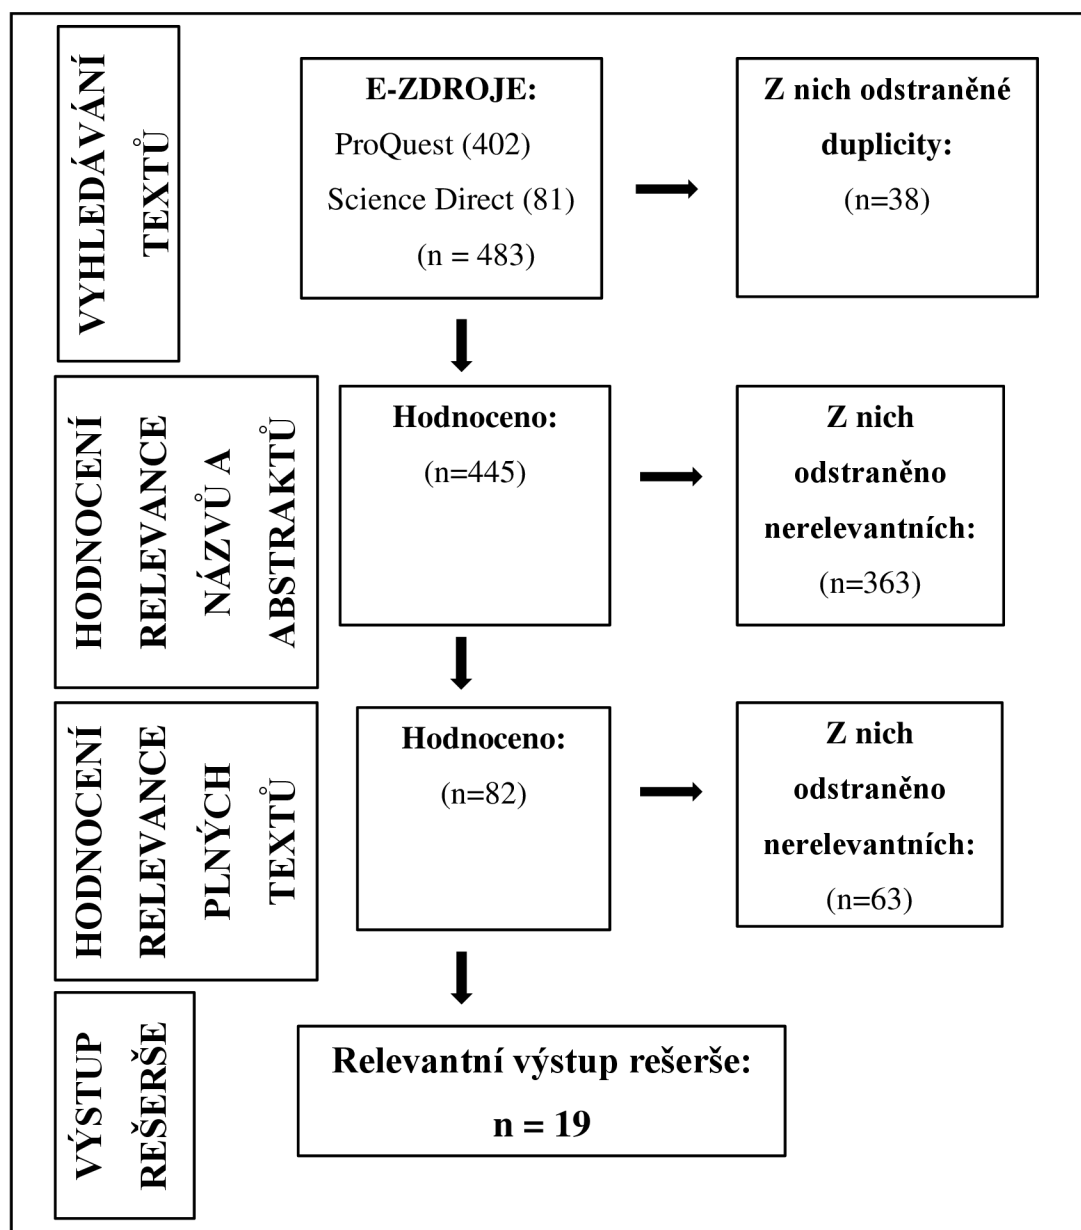 VYHLEDÁVÁNÍ
TEXTŮ
E-ZDROJE:
ProQuest (402)
Science Direct (81)
(n = 483)
Z nich odstraněné
duplicity:
(n=38)
HODNOCENÍ
RELEVANCE
NÁZVŮ A
ABSTRAKTŮ
Hodnoceno:
(n=445)
Z nich
odstraněno
nerelevantních:
(n=363)
HODNOCENÍ
RELEVANCE
PLNÝCH
TEXTŮ
Hodnoceno:
(n=82)
Z nich
odstraněno
nerelevantních:
(n=63)
VÝSTUP
REŠERŠE
Relevantní výstup rešerše:
n = 19